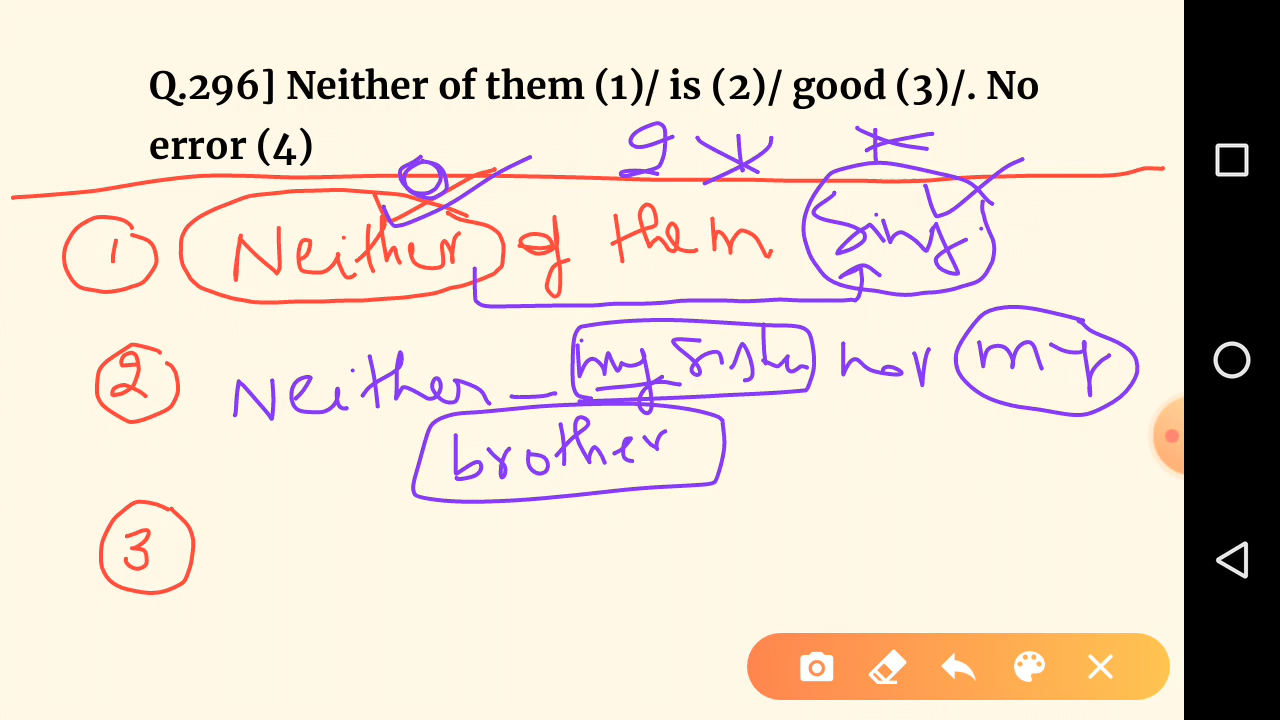 Q.296] Neither of them (1)/ is (2)/ good (3)/. No
error (4)
2
1 Neither of them Sing.
2 Neither – my sister nor my
brother
3